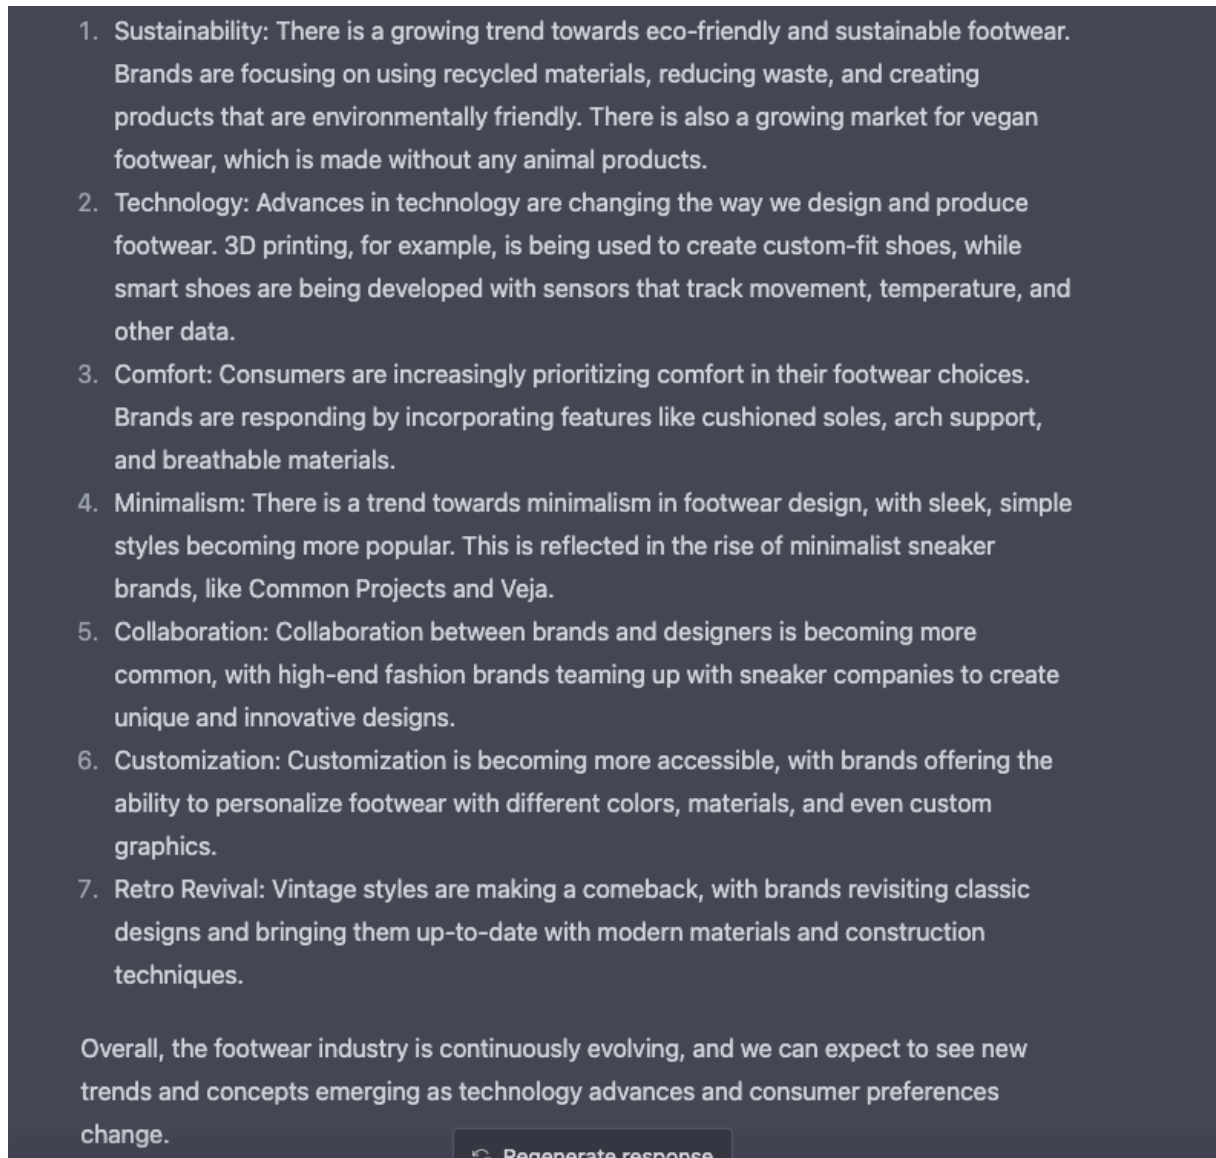 1. Sustainability: There is a growing trend towards eco-friendly and sustainable footwear.
Brands are focusing on using recycled materials, reducing waste, and creating
products that are environmentally friendly. There is also a growing market for vegan
footwear, which is made without any animal products.
2. Technology: Advances in technology are changing the way we design and produce
footwear. 3D printing, for example, is being used to create custom-fit shoes, while
smart shoes are being developed with sensors that track movement, temperature, and
other data.
3. Comfort: Consumers are increasingly prioritizing comfort in their footwear choices.
Brands are responding by incorporating features like cushioned soles, arch support,
and breathable materials.
4. Minimalism: There is a trend towards minimalism in footwear design, with sleek, simple
styles becoming more popular. This is reflected in the rise of minimalist sneaker
brands, like Common Projects and Veja.
5. Collaboration: Collaboration between brands and designers is becoming more
common, with high-end fashion brands teaming up with sneaker companies to create
unique and innovative designs.
6. Customization: Customization is becoming more accessible, with brands offering the
ability to personalize footwear with different colors, materials, and even custom
graphics.
7. Retro Revival: Vintage styles are making a comeback, with brands revisiting classic
designs and bringing them up-to-date with modern materials and construction
techniques.
Overall, the footwear industry is continuously evolving, and we can expect to see new
trends and concepts emerging as technology advances and consumer preferences
change.
Regenerate response